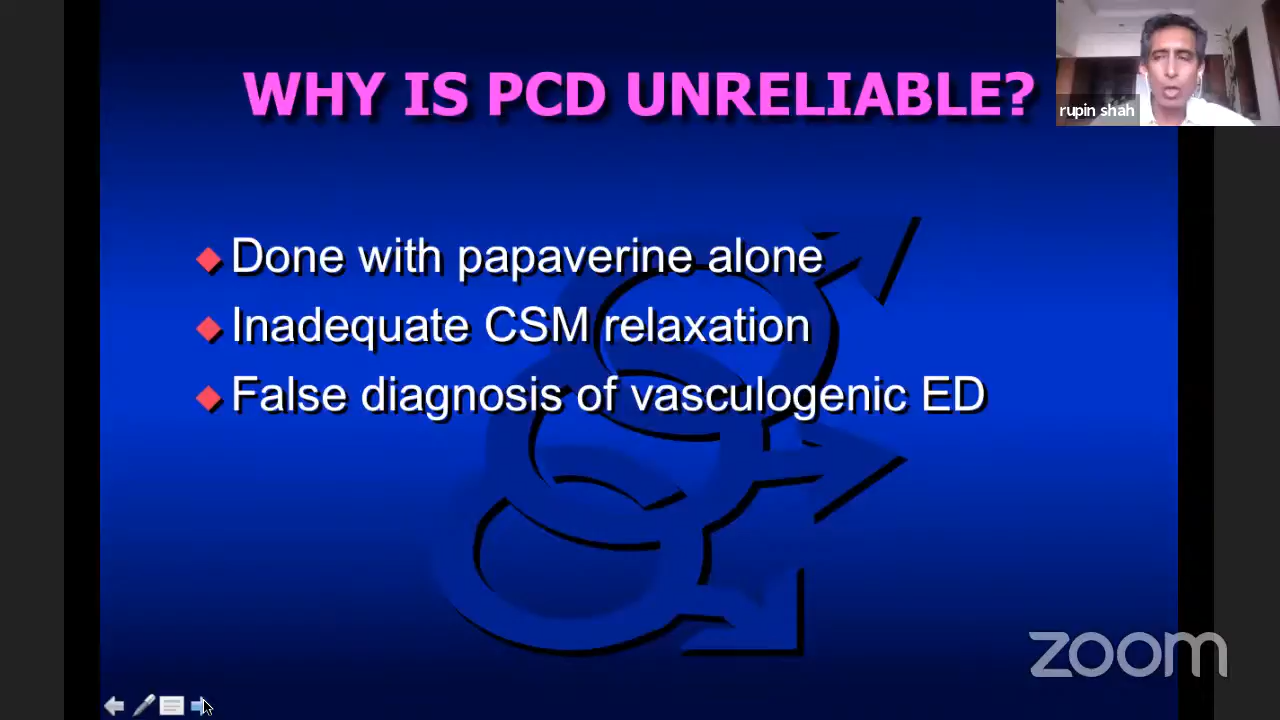 WHY IS PCD UNRELIABLE?
rupin shah
Done with papaverine alone
Inadequate CSM relaxation
False diagnosis of vasculogenic ED
zoom